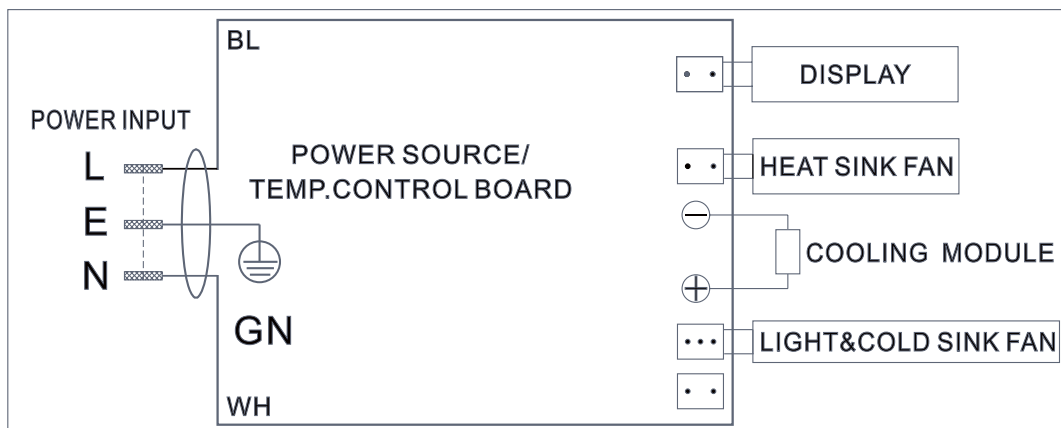 BL
POWER INPUT
L
E
N
POWER SOURCE/
TEMP.CONTROL BOARD
GN
WH
DISPLAY
HEAT SINK FAN
COOLING MODULE
LIGHT&COLD SINK FAN